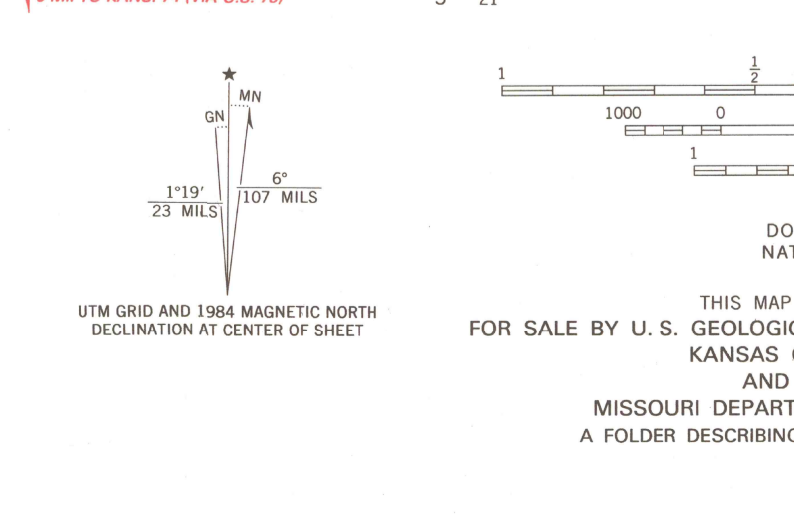 21
1 1/2
1000 0
1
★
MN
GN
6°
107 MILS
1°19′
23 MILS
UTM GRID AND 1984 MAGNETIC NORTH
DECLINATION AT CENTER OF SHEET
DO
NAT
THIS MAP
FOR SALE BY U. S. GEOLOGIC
KANSAS
AND
MISSOURI DEPART
A FOLDER DESCRIBING